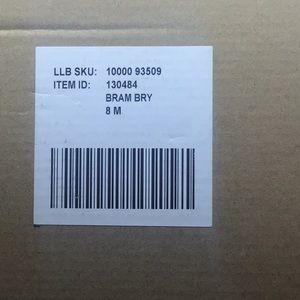 LLB SKU: 10000 93509
ITEM ID: 130484
BRAM BRY
8 M